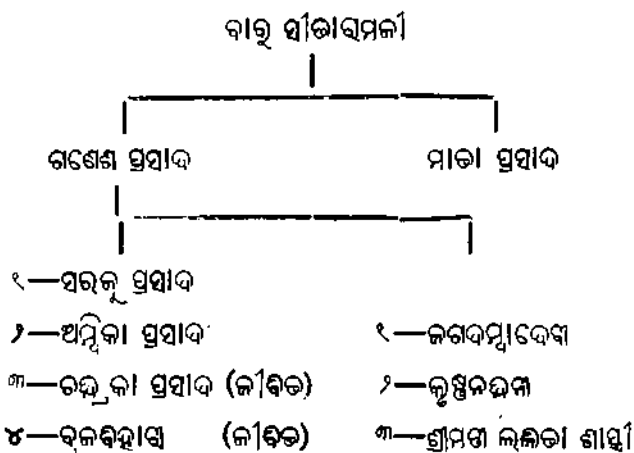 ବାବୁ ସୀତାରାମଜୀ
ଗଣେଶ ପ୍ରସାଦ ମାତା ପ୍ରସାଦ
୧—ସରଜୂ ପ୍ରସାଦ
୨—ଅମ୍ବିକା ପ୍ରସାଦ ୧—ଜଗଦମ୍ବାଦେଵୀ
୩—ଚନ୍ଦ୍ରିକା ପ୍ରସାଦ (ଜୀଵିତ) ୨—କୃଷ୍ଣନନ୍ଦନ
୪—ବ୍ରଜବିହାରୀ (ଜୀଵିତ) ୩—ଶ୍ରୀମତୀ ଲଳିତା ଶାସ୍ତ୍ରୀ